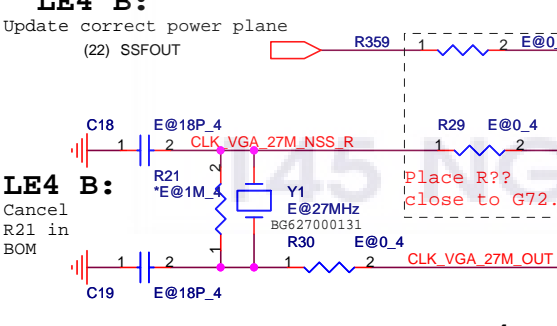 LE4 B:
Update correct power plane
(22) SSFOUT
R359
1
2
E@0
C18
E@18P_4
1
2
CLK_VGA_27M_NSS_R
R29
E@0_4
1
2
LE4 B:
Cancel
R21 in
BOM
R21
*E@1M_4
2
1
Y1
E@27MHz
BG627000131
Place R??
close to G72.
R30
E@0_4
1
2
CLK_VGA_27M_OUT
1
2
C19
E@18P_4